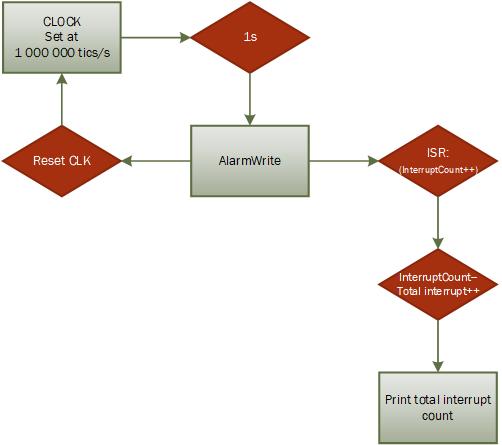 CLOCK
Set at
1 000 000 tics/s
1s
Reset CLK
AlarmWrite
ISR:
(InterruptCount++)
InterruptCount--
Total interrupt++
Print total interrupt
count